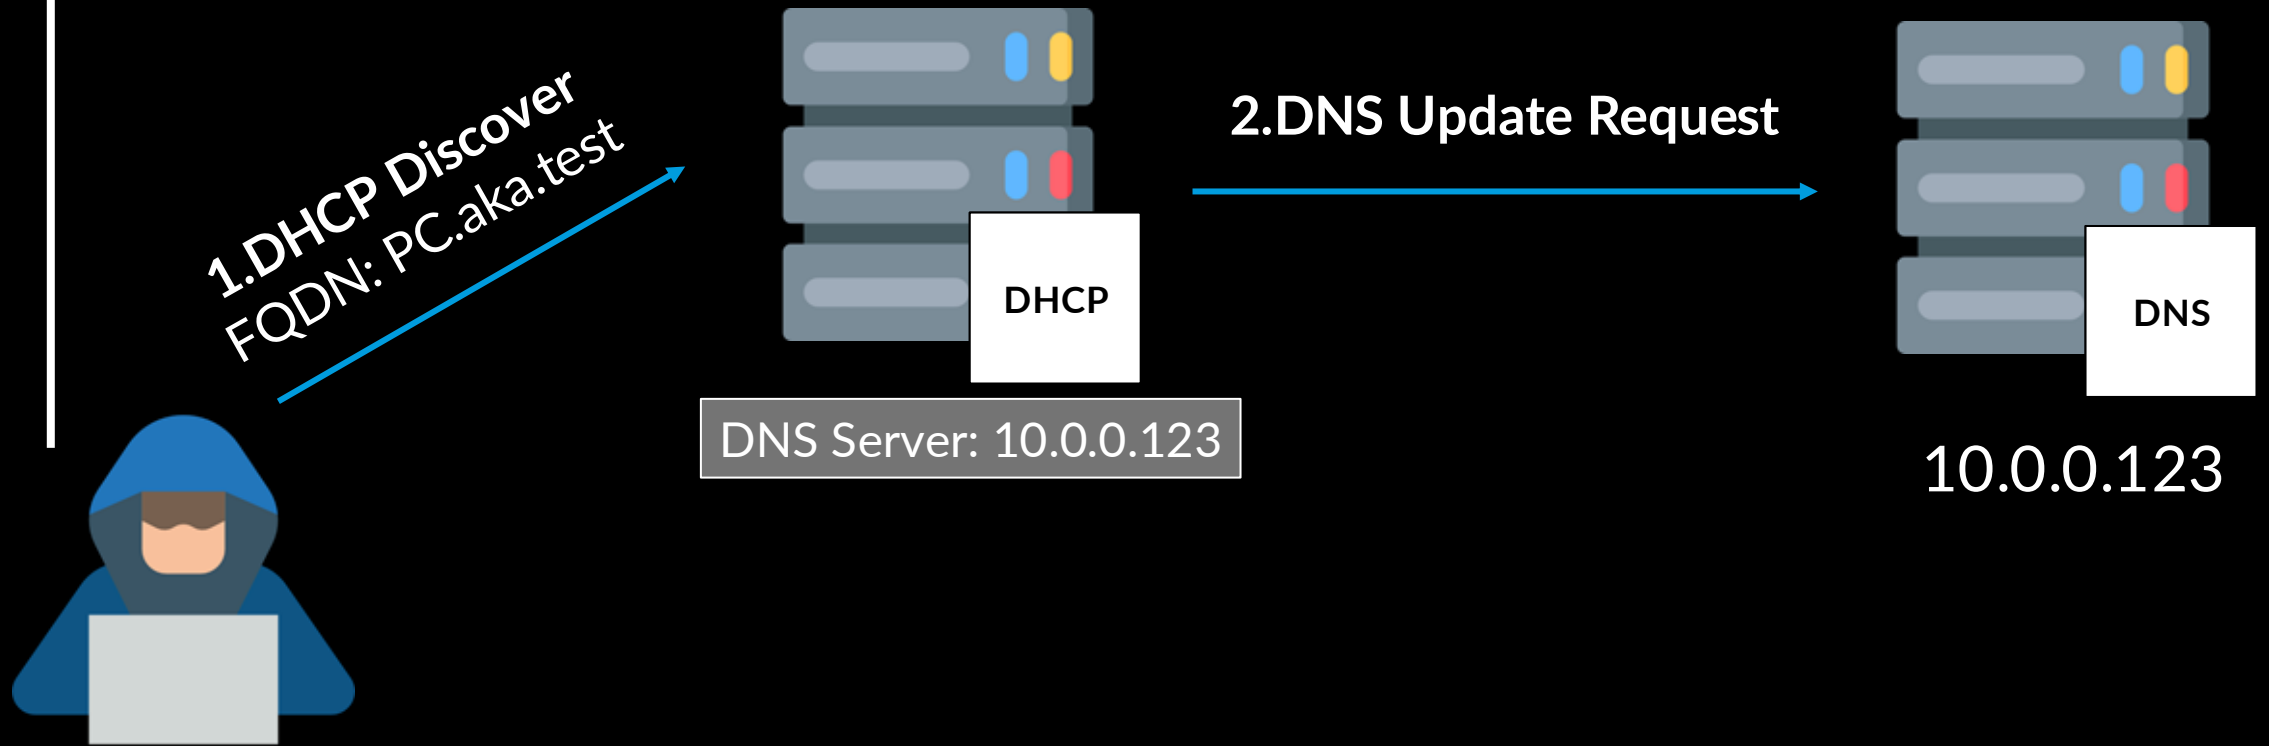 1.DHCP Discover
FQDN: PC.aka.test
2.DNS Update Request
DHCP
DNS
DNS Server: 10.0.0.123
10.0.0.123